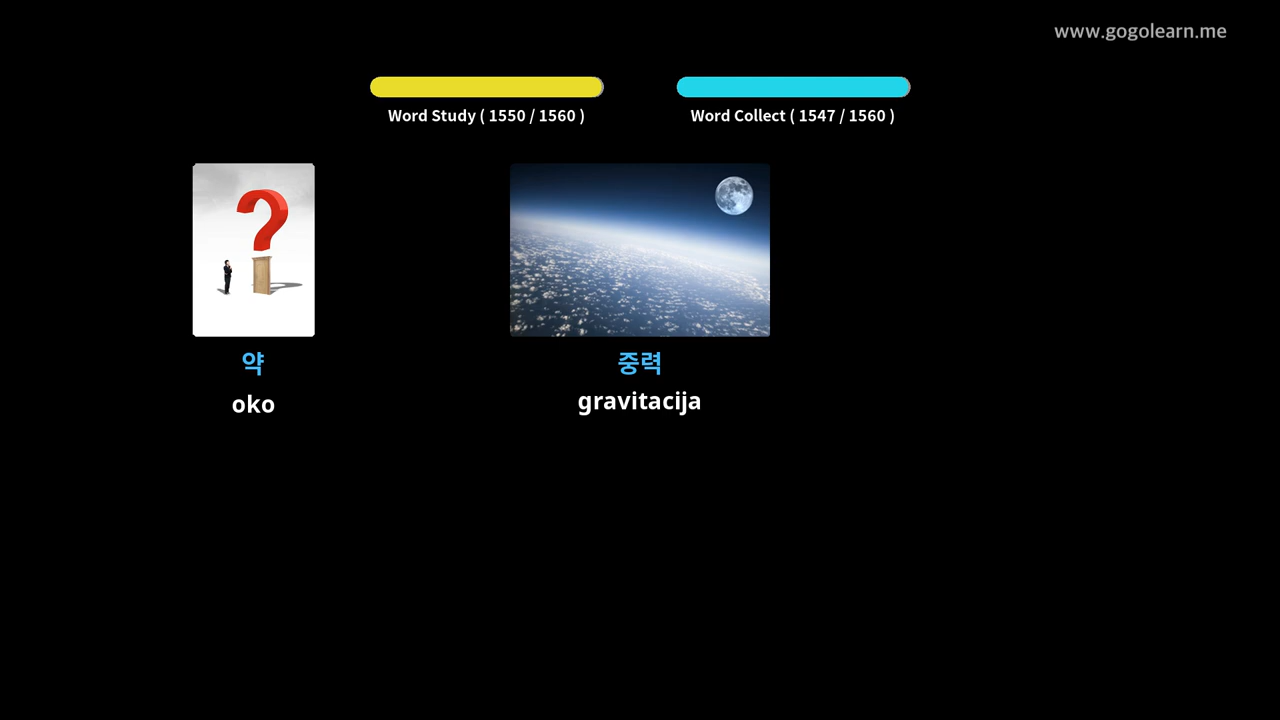 www.gogolearn.me
Word Study ( 1550 / 1560 )
Word Collect ( 1547 / 1560 )
약
oko
중력
gravitacija